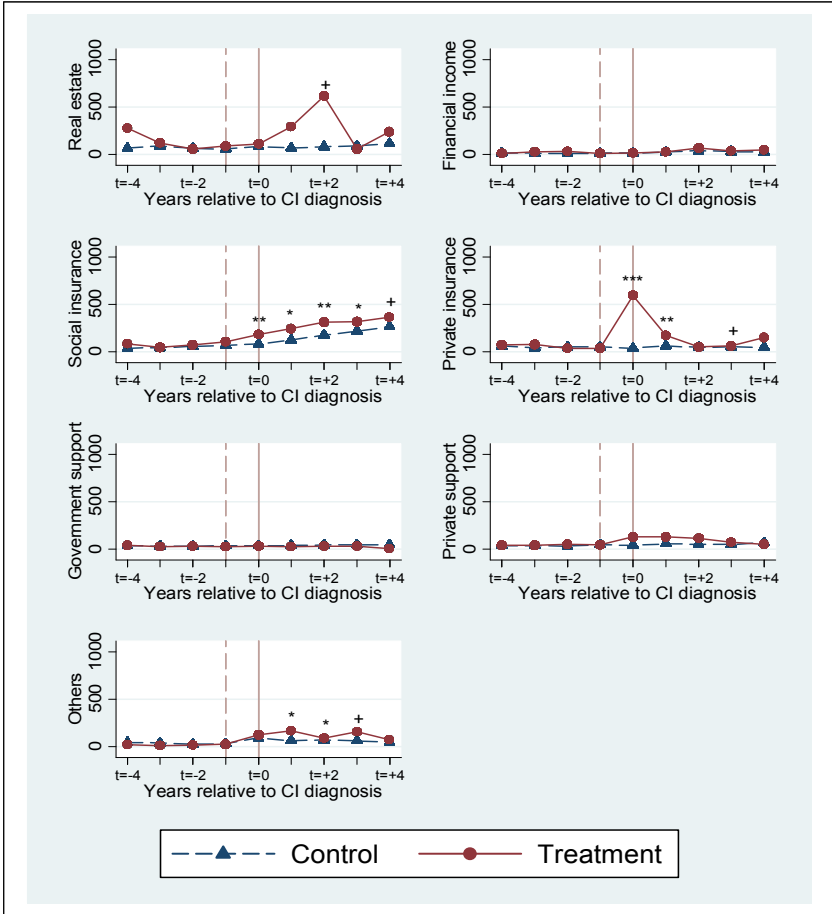 Real estate
1000
500
0
t=-4 t=-2 t=0 t=+2 t=+4
Years relative to CI diagnosis
+
Financial income
1000
500
0
t=-4 t=-2 t=0 t=+2 t=+4
Years relative to CI diagnosis
Social insurance
1000
500
0
** * ** * +
t=-4 t=-2 t=0 t=+2 t=+4
Years relative to CI diagnosis
Private insurance
1000
500
0
*** ** +
t=-4 t=-2 t=0 t=+2 t=+4
Years relative to CI diagnosis
Government support
1000
500
0
t=-4 t=-2 t=0 t=+2 t=+4
Years relative to CI diagnosis
Private support
1000
500
0
t=-4 t=-2 t=0 t=+2 t=+4
Years relative to CI diagnosis
Others
1000
500
0
* * +
t=-4 t=-2 t=0 t=+2 t=+4
Years relative to CI diagnosis
Control Treatment